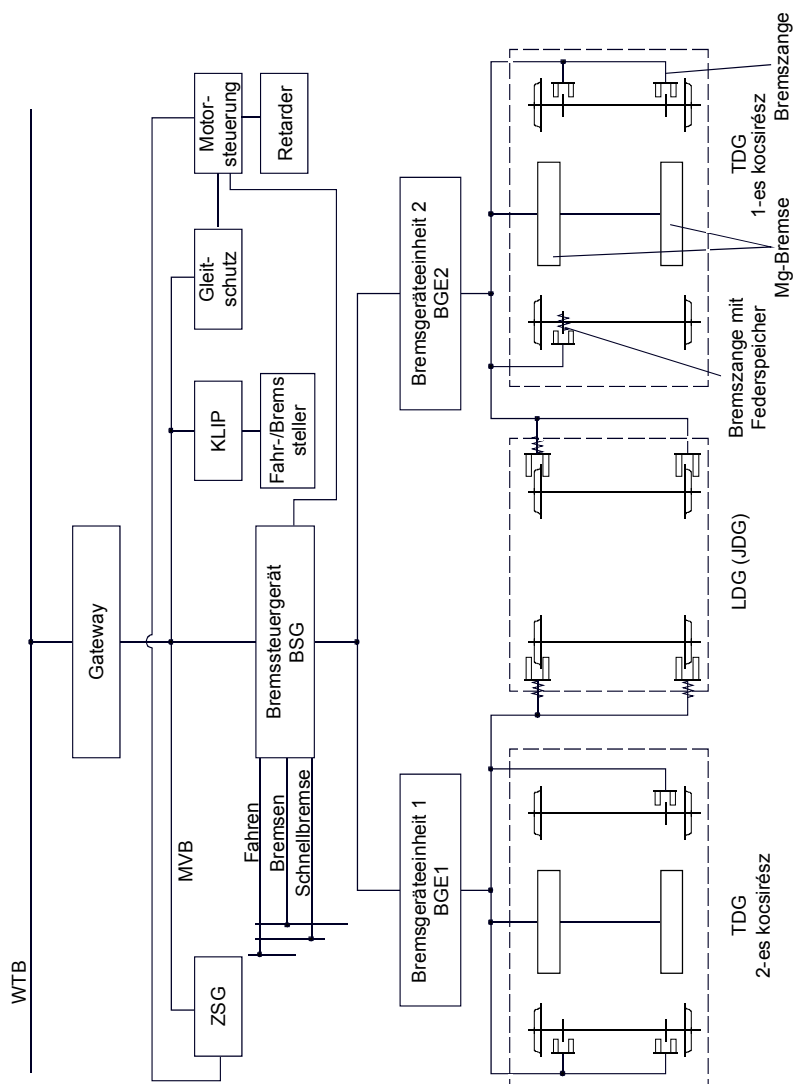 WTB
MVB
Gateway
ZSG
Fahren
Bremsen
Schnellbremse
Bremssteuergerät
BSG
KLIP
Fahr-/Brems
steller
Gleit-
schutz
Motor-
steuerung
Retarder
Bremsgeräteeinheit 1
BGE1
Bremsgeräteeinheit 2
BGE2
TDG
2-es kocsirész
LDG (JDG)
Bremszange mit
Federspeicher
Mg-Bremse
TDG
1-es kocsirész
Bremszange